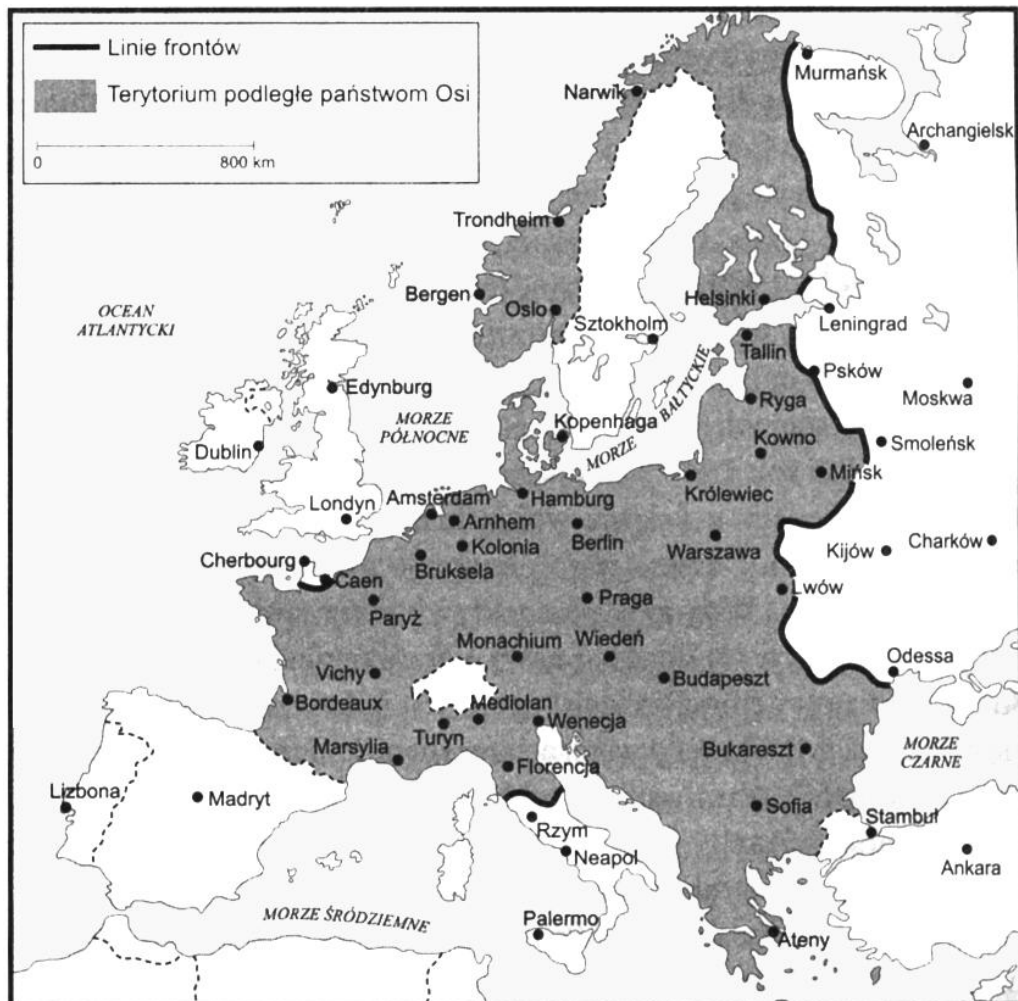 Linie frontów
Terytorium podległe państwom Osi
0 800 km
Murmańsk
Narwik
Archangielsk
Trondheim
Bergen
Oslo
Helsinki
OCEAN
ATLANTYCKI
Sztokholm
Leningrad
Tallin
Psków
Edynburg
MORZE
PÓŁNOCNE
MORZE BAŁTYCKIE
Ryga
Moskwa
Kopenhaga
Kowno
Smoleńsk
Dublin
Mińsk
Królewiec
Londyn
Amsterdam
Hamburg
Arnhem
Berlin
Warszawa
Kijów
Charków
Cherbourg
Kolonia
Bruksela
Caen
Lwów
Paryż
Praga
Monachium
Wiedeń
Odessa
Vichy
Budapeszt
Bordeaux
Mediolan
Turyn
Wenecja
Bukareszt
MORZE
CZARNE
Marsylia
Florencja
Lizbona
Madryt
Sofia
Stambuł
Rzym
Neapol
Ankara
MORZE ŚRÓDZIEMNE
Palermo
Ateny